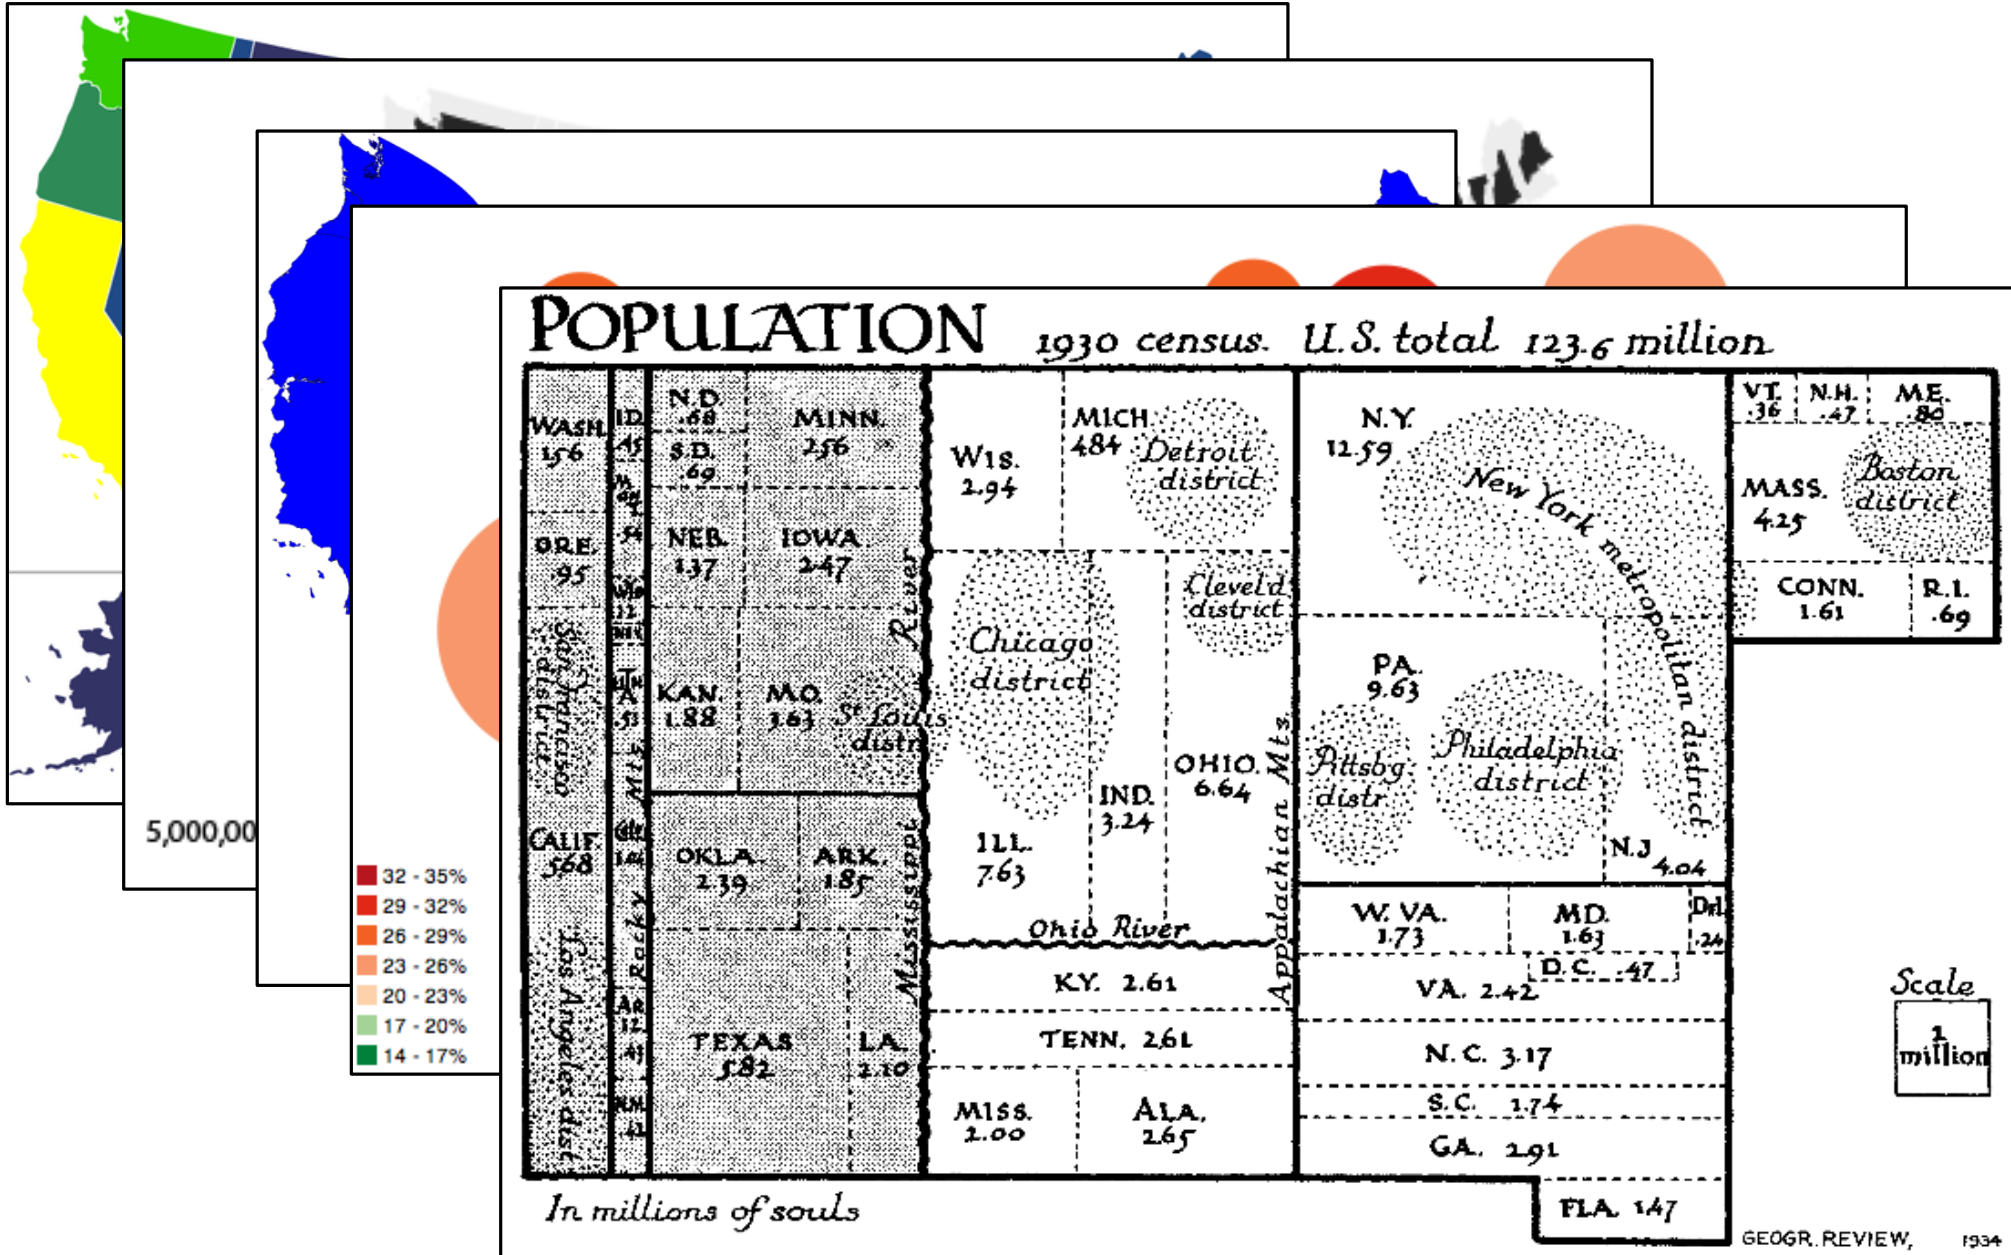 5,000,00
32 - 35%
29 - 32%
26 - 29%
23 - 26%
20 - 23%
17 - 20%
14 - 17%
POPULATION 1930 census. U.S. total 123.6 million
WASH.
1.56
ORE.
.95
San Francisco
district
CALIF.
5.68
Los Angeles dist.
ID.
.45
.54
53
Rocky Mts.
N.D.
.68
S.D.
.69
MINN.
2.56
NEB.
1.37
IOWA
2.47
KAN.
1.88
MO.
3.63
St Louis
distr.
OKLA.
2.39
ARK.
1.85
TEXAS
5.82
LA.
2.10
Mississippi River
WIS.
2.94
MICH.
4.84
Detroit
district
Chicago
district
Cleveld
district
ILL.
7.63
IND.
3.24
OHIO.
6.64
Ohio River
KY. 2.61
TENN. 2.61
MISS.
2.00
ALA.
2.65
Appalachian Mts.
N.Y.
12.59
New York metropolitan district
PA.
9.63
Pittsbg.
distr.
Philadelphia
district
N.J.
4.04
W. VA.
1.73
MD.
1.63
Del.
.24
D.C. .47
VA. 2.42
N.C. 3.17
S.C. 1.74
GA. 2.91
FLA. 1.47
VT.
.36
N.H.
.47
ME.
.80
MASS.
4.25
Boston
district
CONN.
1.61
R.I.
.69
Scale
1
million
In millions of souls
GEOGR. REVIEW, 1934